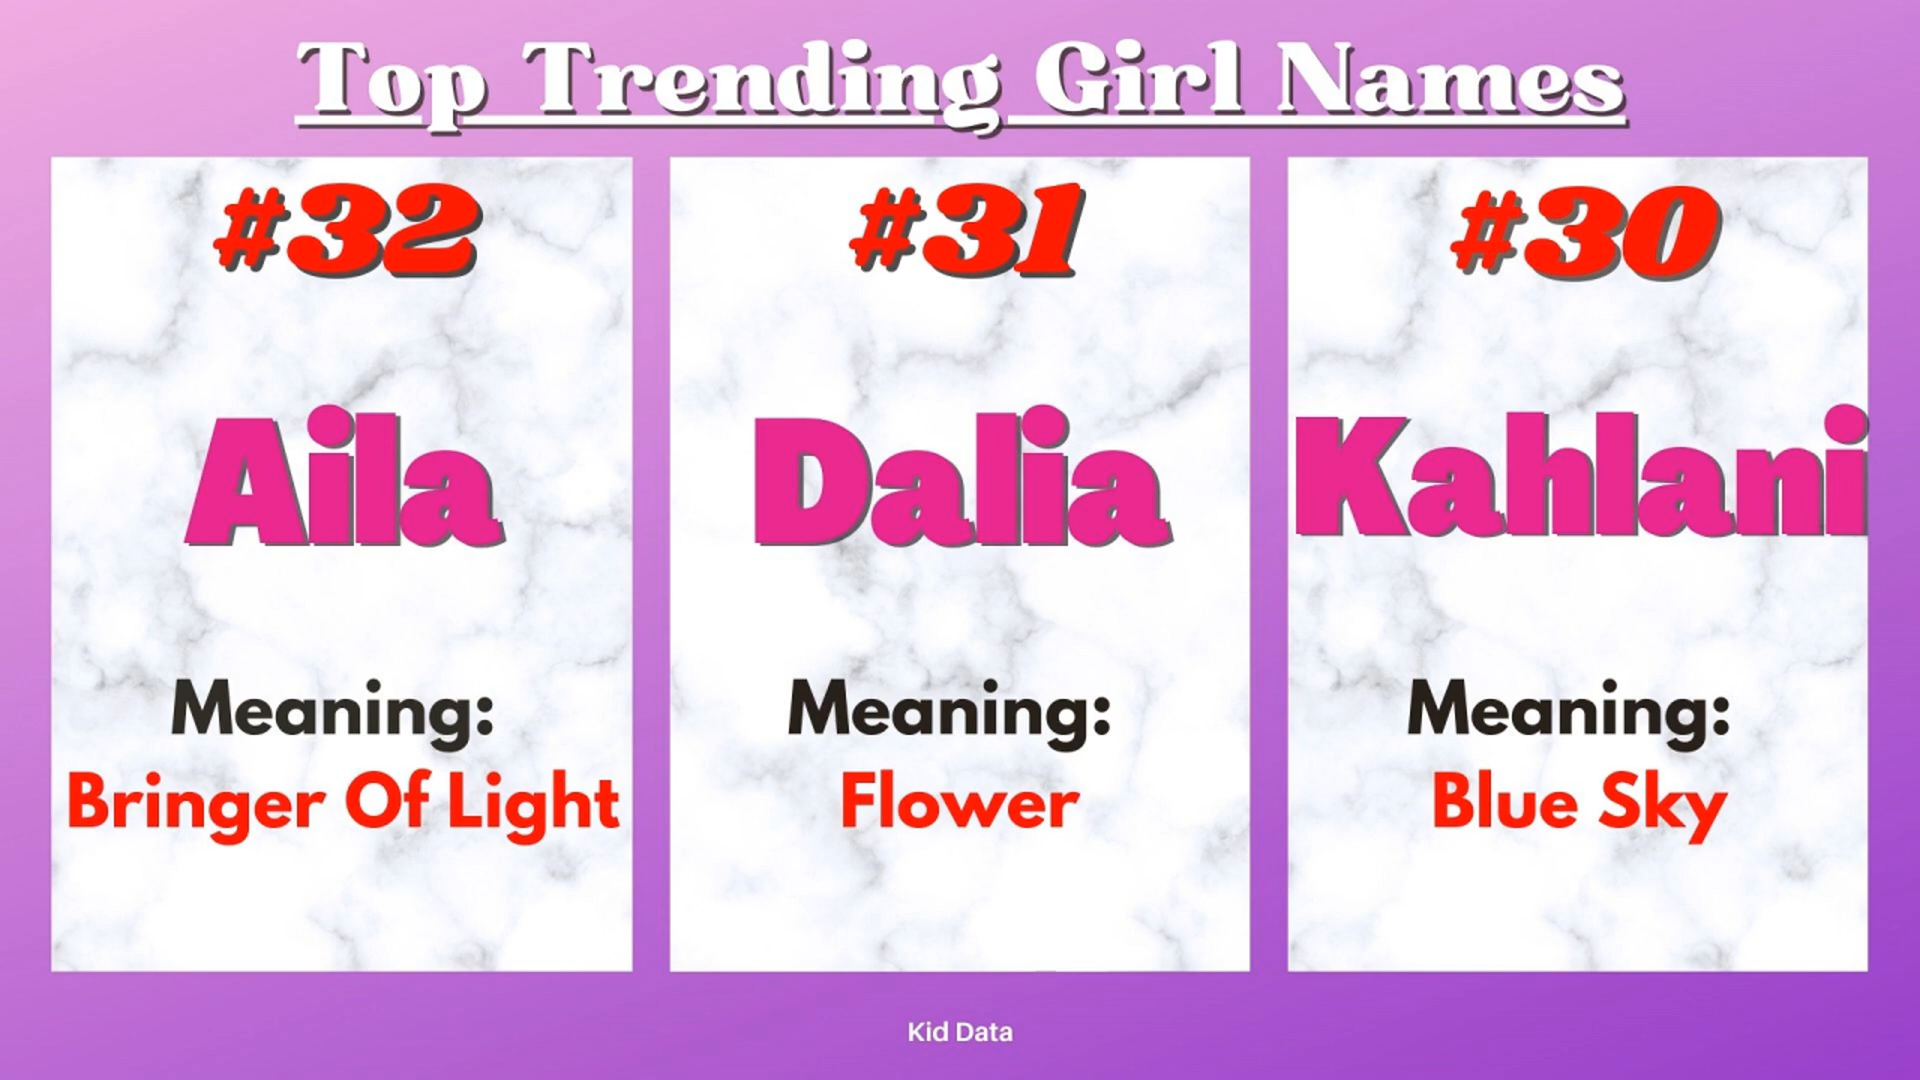 Top Trending Girl Names
#32
Aila
Meaning:
Bringer Of Light
#31
Dalia
Meaning:
Flower
#30
Kahlani
Meaning:
Blue Sky
Kid Data